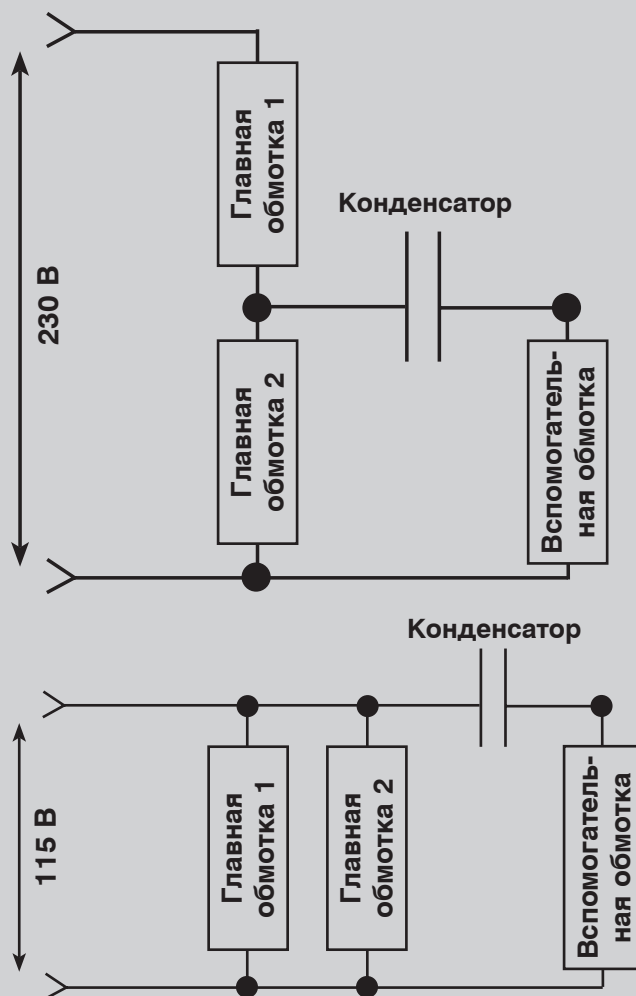 230 В
Главная
обмотка 1
Конденсатор
Главная
обмотка 2
Вспомогатель-
ная обмотка
Конденсатор
115 В
Главная
обмотка 1
Главная
обмотка 2
Вспомогатель-
ная обмотка